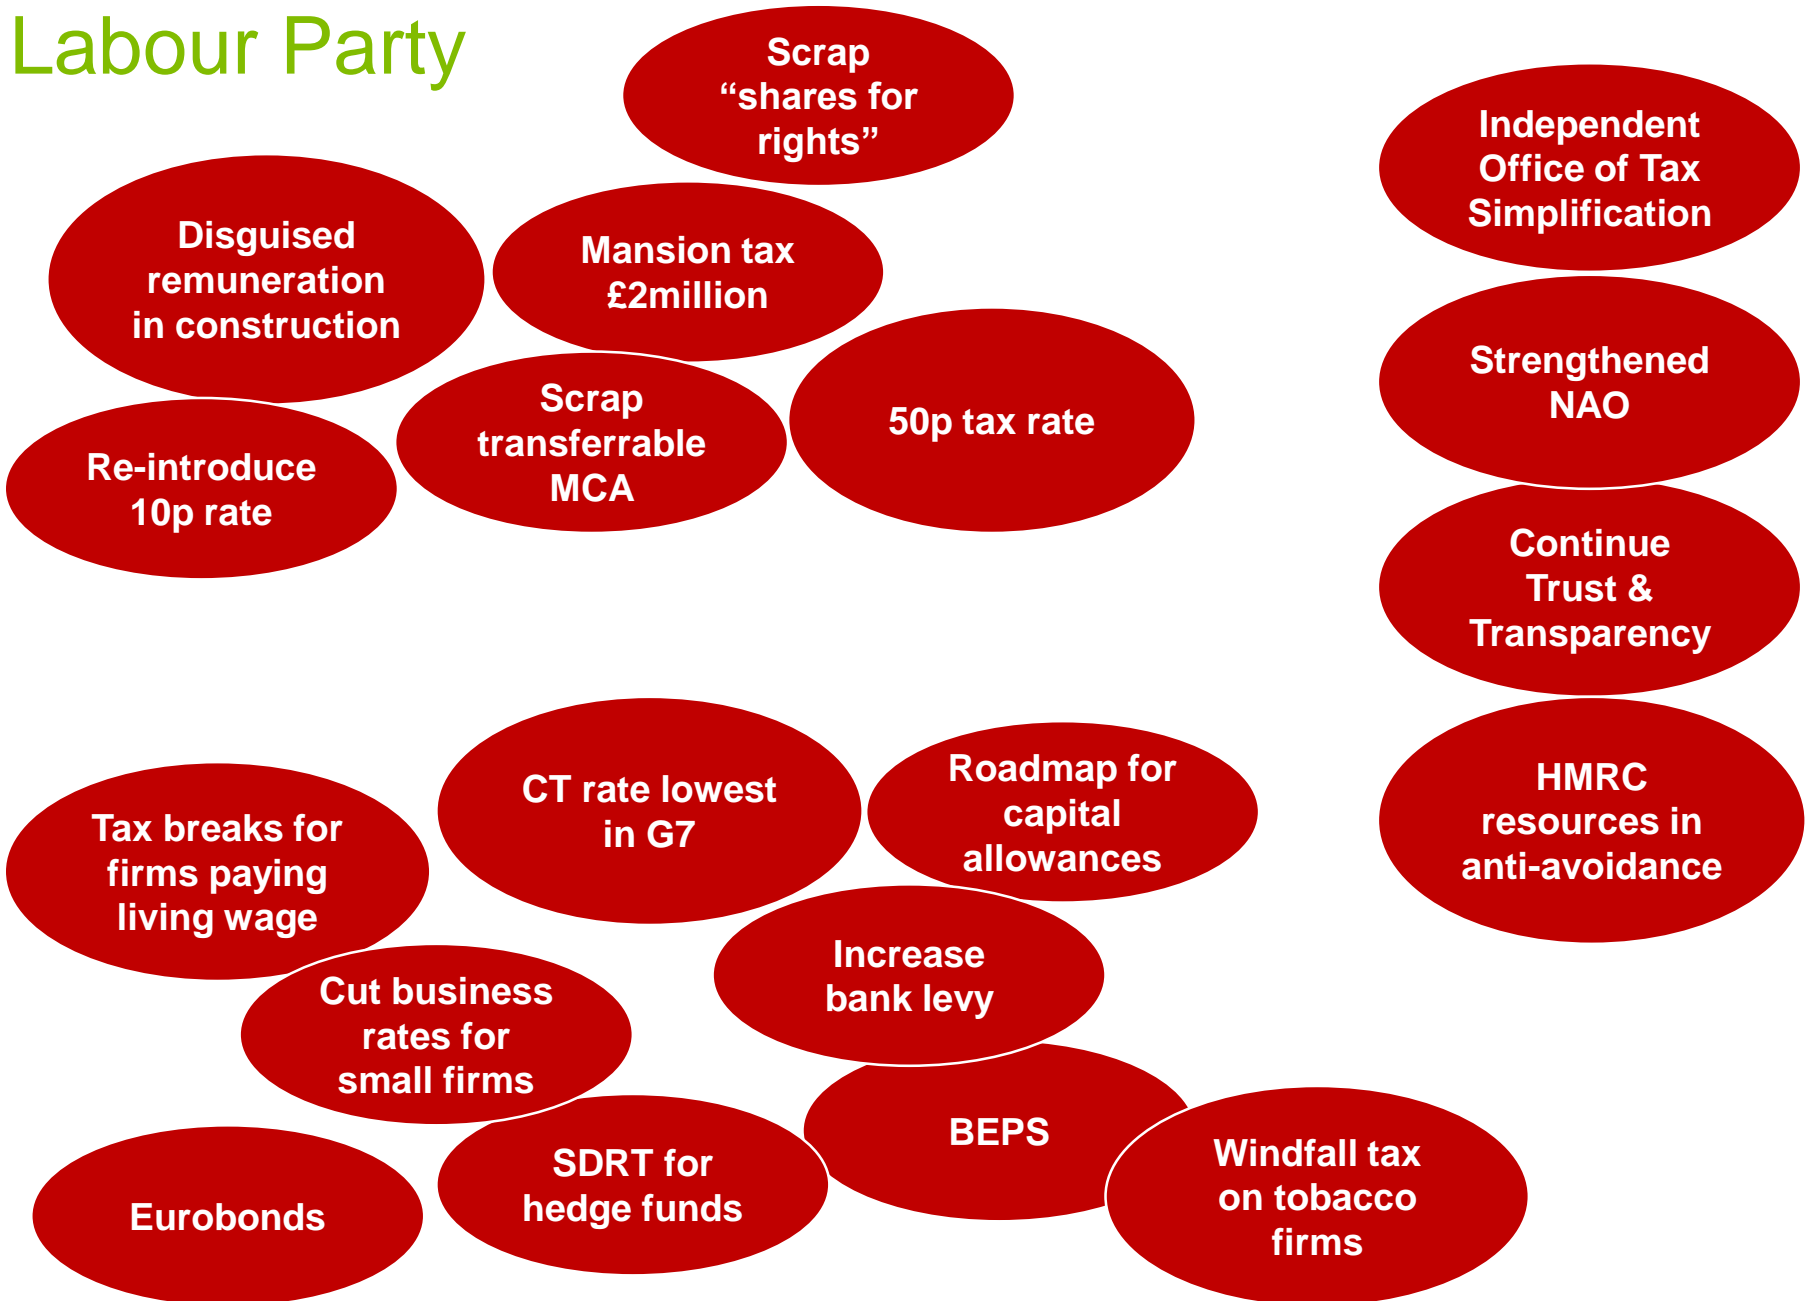 Labour Party
Scrap
“shares for
rights”
Independent
Office of Tax
Simplification
Disguised
remuneration
in construction
Mansion tax
£2million
Strengthened
NAO
Scrap
transferrable
MCA
50p tax rate
Re-introduce
10p rate
Continue
Trust &
Transparency
CT rate lowest
in G7
Roadmap for
capital
allowances
HMRC
resources in
anti-avoidance
Tax breaks for
firms paying
living wage
Increase
bank levy
Cut business
rates for
small firms
BEPS
SDRT for
hedge funds
Windfall tax
on tobacco
firms
Eurobonds